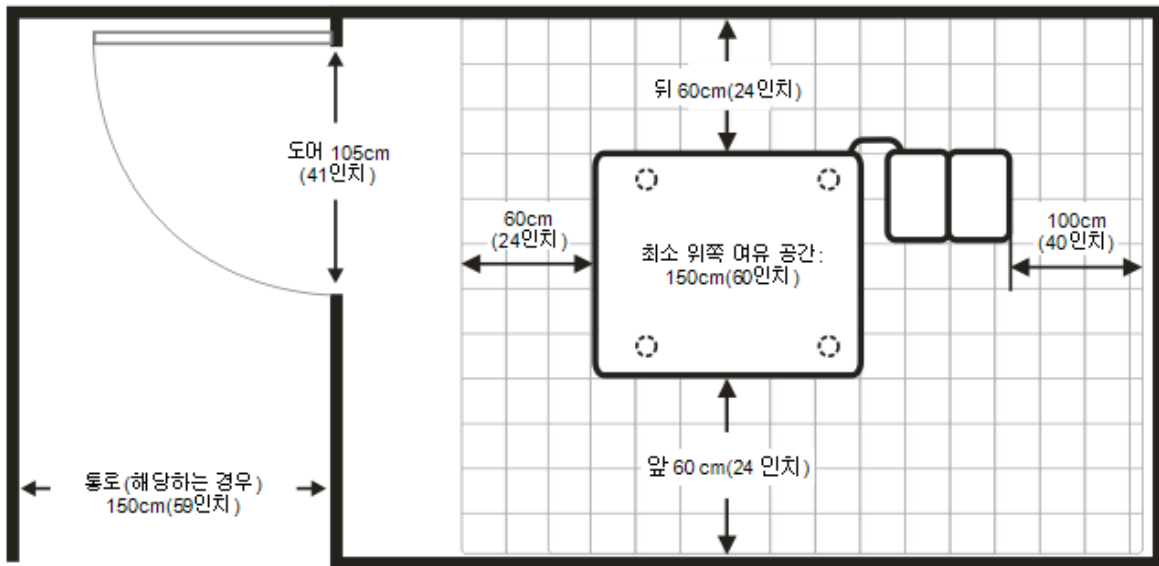 뒤 60cm(24인치)
도어 105cm
(41인치)
60cm
(24인치)
100cm
(40인치)
최소 위쪽 여유 공간:
150cm(60인치)
앞 60 cm(24 인치)
통로(해당하는 경우)
150cm(59인치)